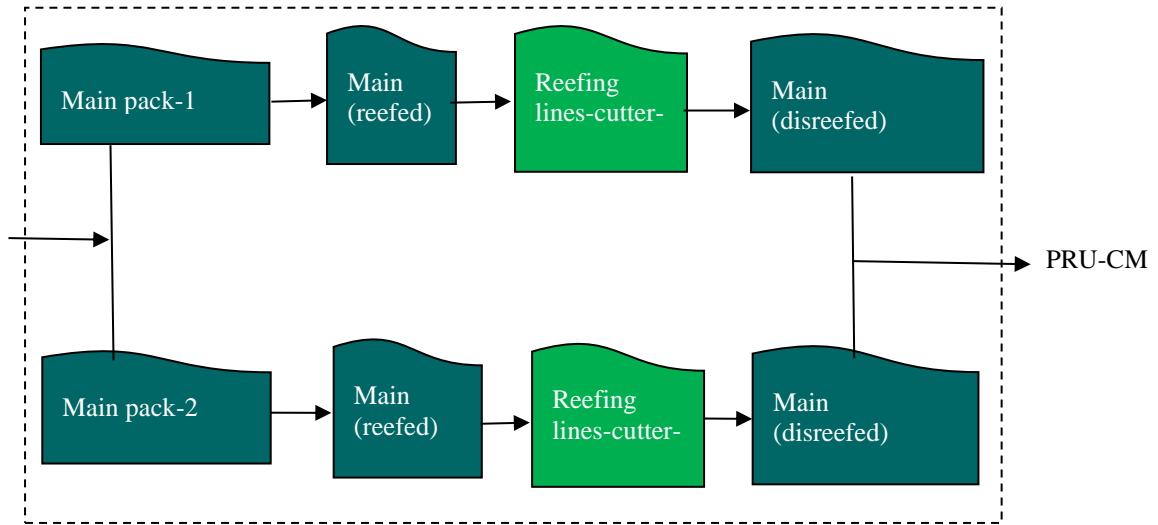 Main pack-1
Main
(reefed)
Reefing
lines-cutter-
Main
(disreefed)
PRU-CM
Main pack-2
Main
(reefed)
Reefing
lines-cutter-
Main
(disreefed)